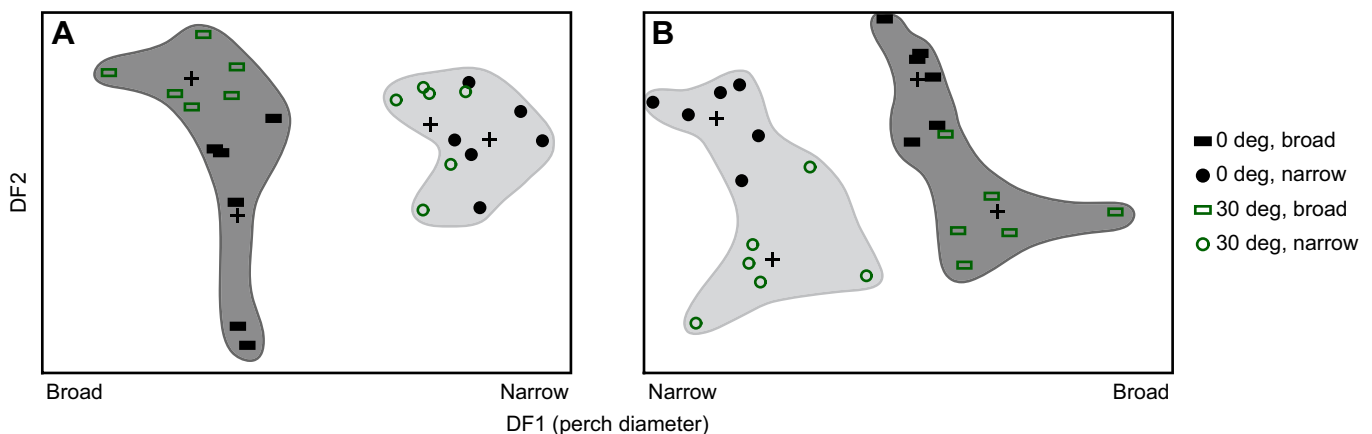 A
B
DF2
0 deg, broad
0 deg, narrow
30 deg, broad
30 deg, narrow
Broad
Narrow
Narrow
Broad
DF1 (perch diameter)